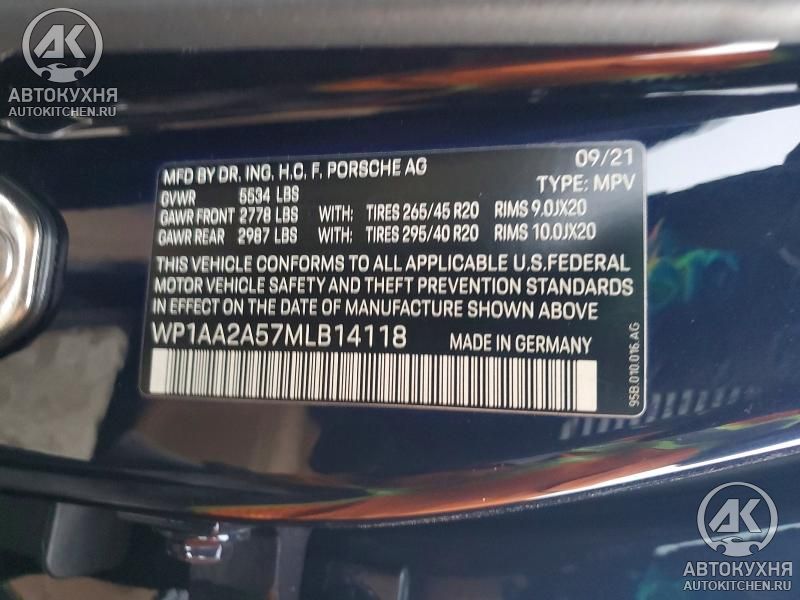 AK
АВТОКУХНЯ
AUTOKITCHEN.RU
MFD BY DR. ING. H.C. F. PORSCHE AG 09/21
GVWR 5534 LBS TYPE: MPV
GAWR FRONT 2778 LBS WITH: TIRES 265/45 R20 RIMS 9.0JX20
GAWR REAR 2987 LBS WITH: TIRES 295/40 R20 RIMS 10.0JX20
THIS VEHICLE CONFORMS TO ALL APPLICABLE U.S.FEDERAL
MOTOR VEHICLE SAFETY AND THEFT PREVENTION STANDARDS
IN EFFECT ON THE DATE OF MANUFACTURE SHOWN ABOVE
WP1AA2A57MLB14118 MADE IN GERMANY
95B.010.016.AG
AK
АВТОКУХНЯ
AUTOKITCHEN.RU